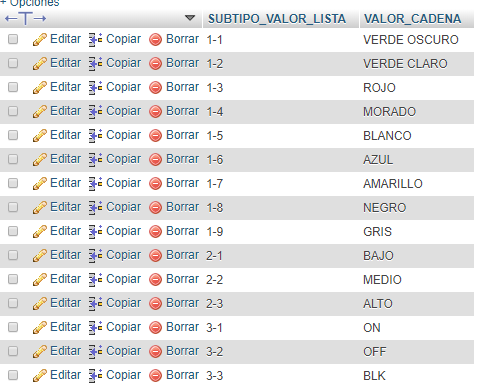 + Opciones
SUBTIPO_VALOR_LISTA VALOR_CADENA
Editar Copiar Borrar 1-1 VERDE OSCURO
Editar Copiar Borrar 1-2 VERDE CLARO
Editar Copiar Borrar 1-3 ROJO
Editar Copiar Borrar 1-4 MORADO
Editar Copiar Borrar 1-5 BLANCO
Editar Copiar Borrar 1-6 AZUL
Editar Copiar Borrar 1-7 AMARILLO
Editar Copiar Borrar 1-8 NEGRO
Editar Copiar Borrar 1-9 GRIS
Editar Copiar Borrar 2-1 BAJO
Editar Copiar Borrar 2-2 MEDIO
Editar Copiar Borrar 2-3 ALTO
Editar Copiar Borrar 3-1 ON
Editar Copiar Borrar 3-2 OFF
Editar Copiar Borrar 3-3 BLK